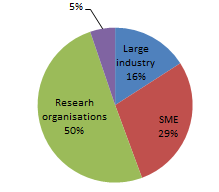 5%
Large
industry
16%
SME
29%
Researh
organisations
50%